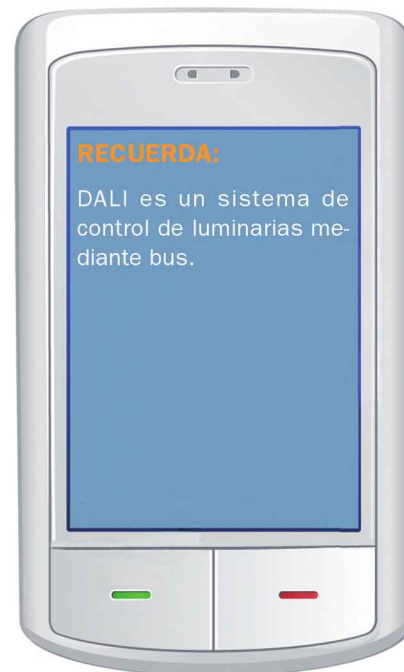 RECUERDA:
DALI es un sistema de
control de luminarias me-
diante bus.